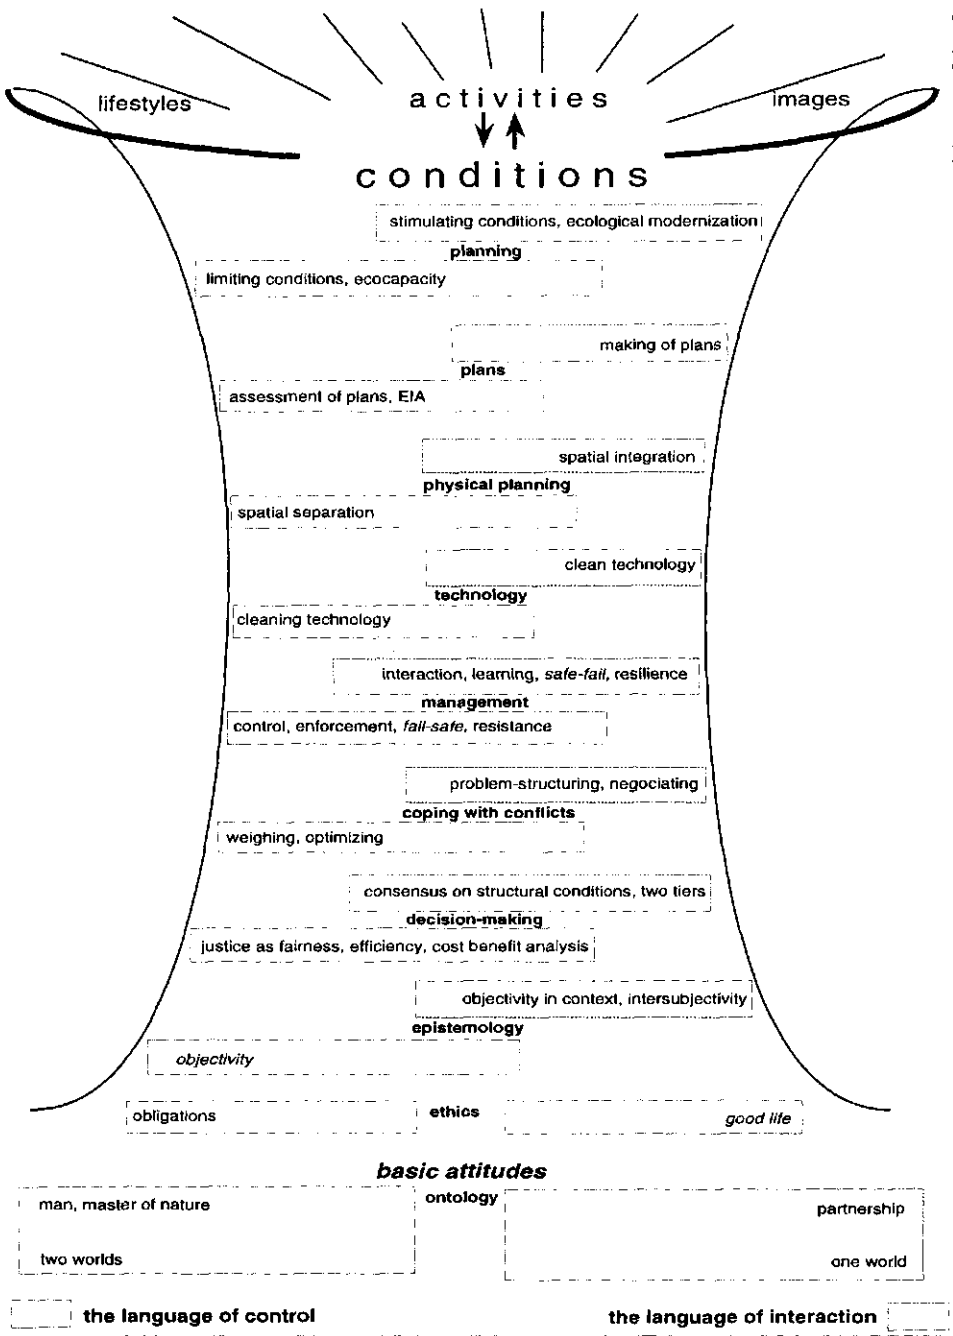 lifestyles
activities
images
conditions
stimulating conditions, ecological modernization
planning
limiting conditions, ecocapacity
making of plans
plans
assessment of plans, EIA
spatial integration
physical planning
spatial separation
clean technology
technology
cleaning technology
interaction, learning, safe-fail, resilience
management
control, enforcement, fail-safe, resistance
problem-structuring, negociating
coping with conflicts
weighing, optimizing
consensus on structural conditions, two tiers
decision-making
justice as fairness, efficiency, cost benefit analysis
objectivity in context, intersubjectivity
epistemology
objectivity
obligations
ethics
good life
basic attitudes
ontology
man, master of nature
partnership
two worlds
one world
the language of control
the language of interaction